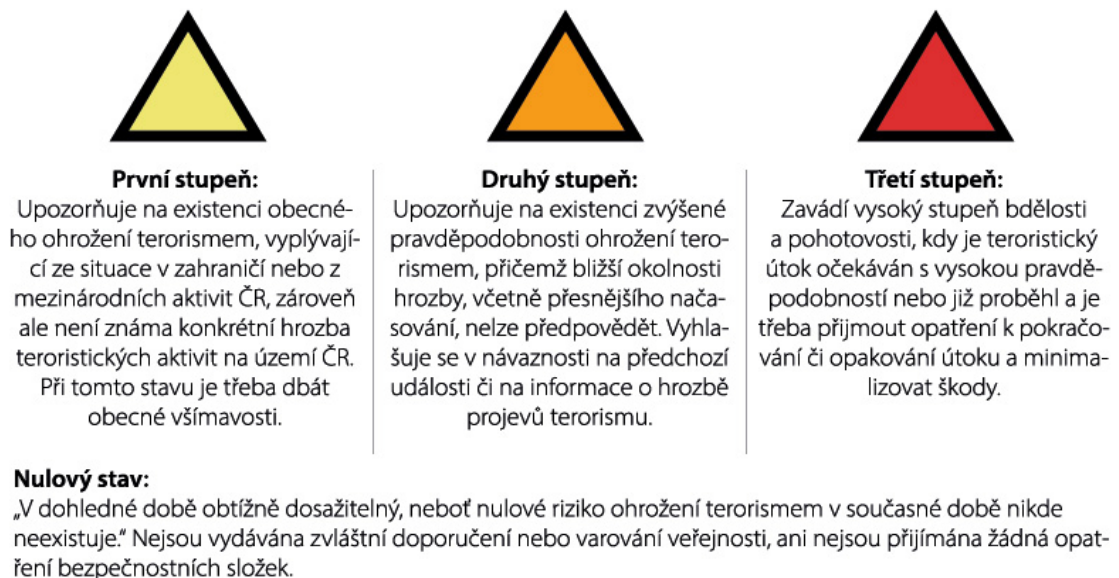 První stupeň:
Upozorňuje na existenci obecné-
ho ohrožení terorismem, vyplývají-
cí ze situace v zahraničí nebo z
mezinárodních aktivit ČR, zároveň
ale není známa konkrétní hrozba
teroristických aktivit na území ČR.
Při tomto stavu je třeba dbát
obecné všímavosti.
Druhý stupeň:
Upozorňuje na existenci zvýšené
pravděpodobnosti ohrožení tero-
rismem, přičemž bližší okolnosti
hrozby, včetně přesnějšího nača-
sování, nelze předpovědět. Vyhla-
šuje se v návaznosti na předchozí
události či na informace o hrozbě
projevů terorismu.
Třetí stupeň:
Zavádí vysoký stupeň bdělosti
a pohotovosti, kdy je teroristický
útok očekáván s vysokou pravdě-
podobností nebo již proběhl a je
třeba přijmout opatření k pokračo-
vání či opakování útoku a minima-
lizovat škody.
Nulový stav:
„V dohledné době obtížně dosažitelný, neboť nulové riziko ohrožení terorismem v současné době nikde
neexistuje.“ Nejsou vydávána zvláštní doporučení nebo varování veřejnosti, ani nejsou přijímána žádná opat-
ření bezpečnostních složek.